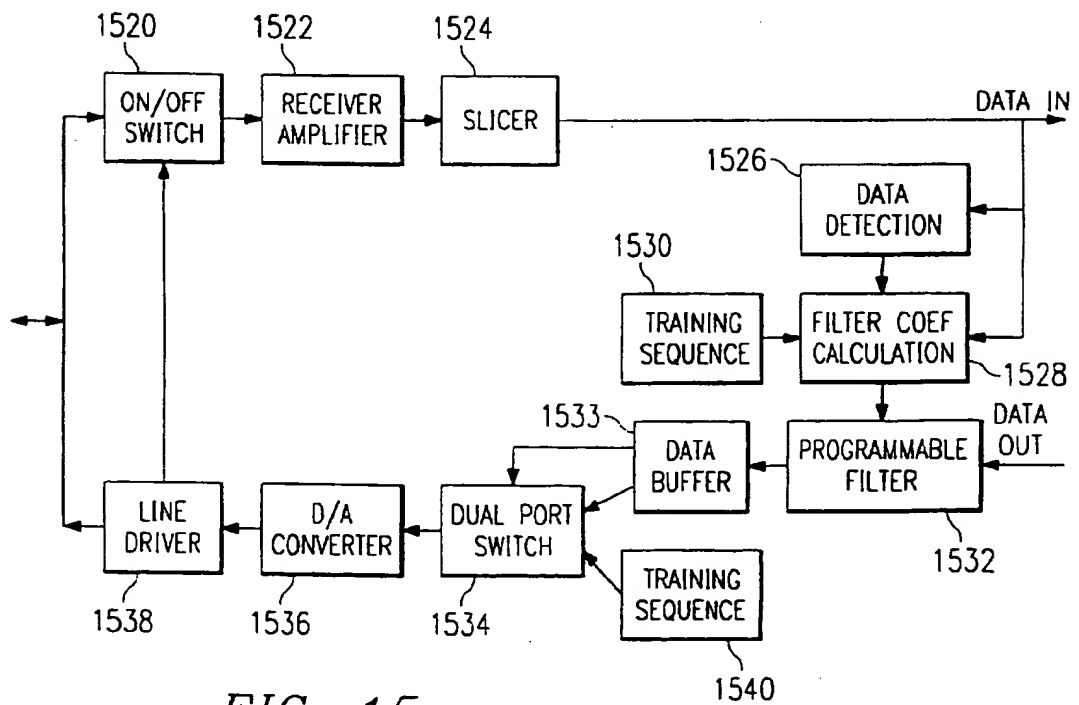 1520
1522
1524
ON/OFF
SWITCH
RECEIVER
AMPLIFIER
SLICER
DATA IN
1526
DATA
DETECTION
1530
TRAINING
SEQUENCE
FILTER COEF
CALCULATION
1528
1533
DATA
BUFFER
PROGRAMMABLE
FILTER
DATA
OUT
1532
LINE
DRIVER
D/A
CONVERTER
DUAL PORT
SWITCH
TRAINING
SEQUENCE
1538
1536
1534
1540
FIG. 15